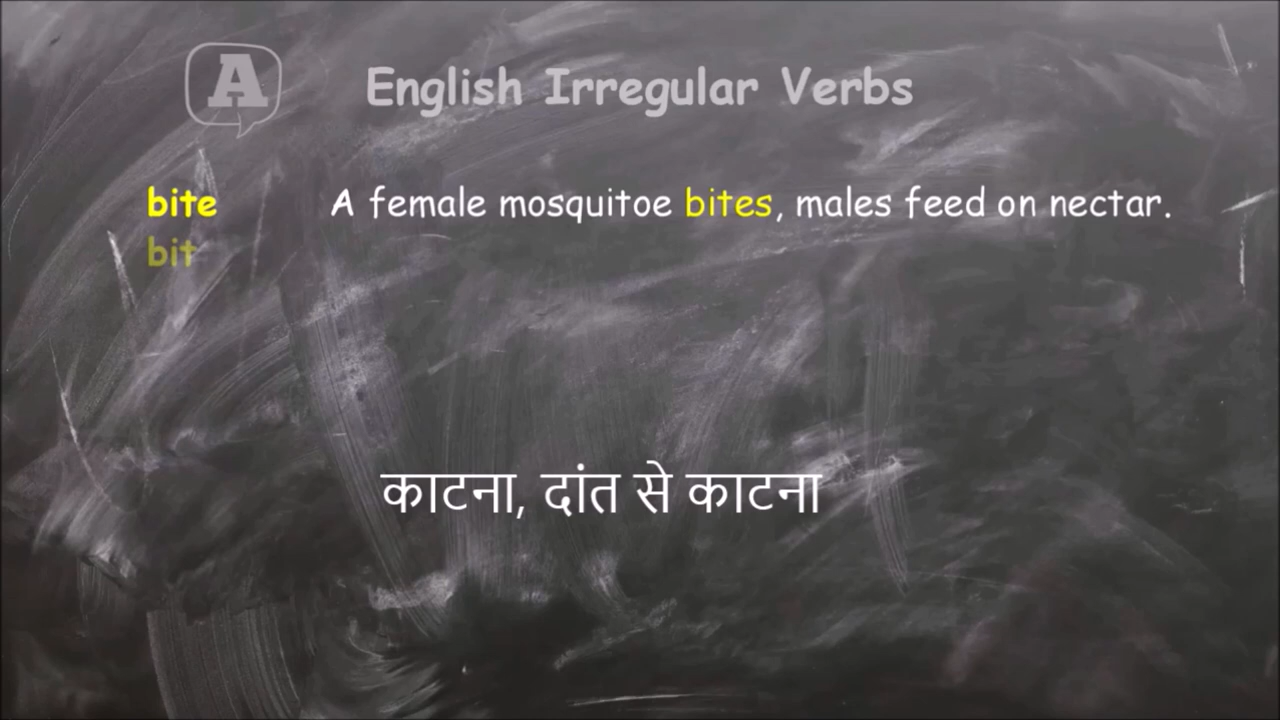 A English Irregular Verbs
bite A female mosquitoe bites, males feed on nectar.
bit
काटना, दांत से काटना